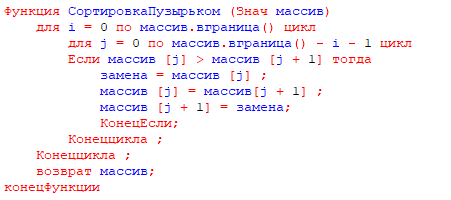 Функция СортировкаПузырьком (Знач массив)
для i = 0 по массив.вграница() цикл
для j = 0 по массив.вграница() - i - 1 цикл
Если массив [j] > массив [j + 1] тогда
замена = массив [j] ;
массив [j] = массив[j + 1] ;
массив [j + 1] = замена;
КонецЕсли;
Конеццикла ;
Конеццикла ;
возврат массив;
конецфункции